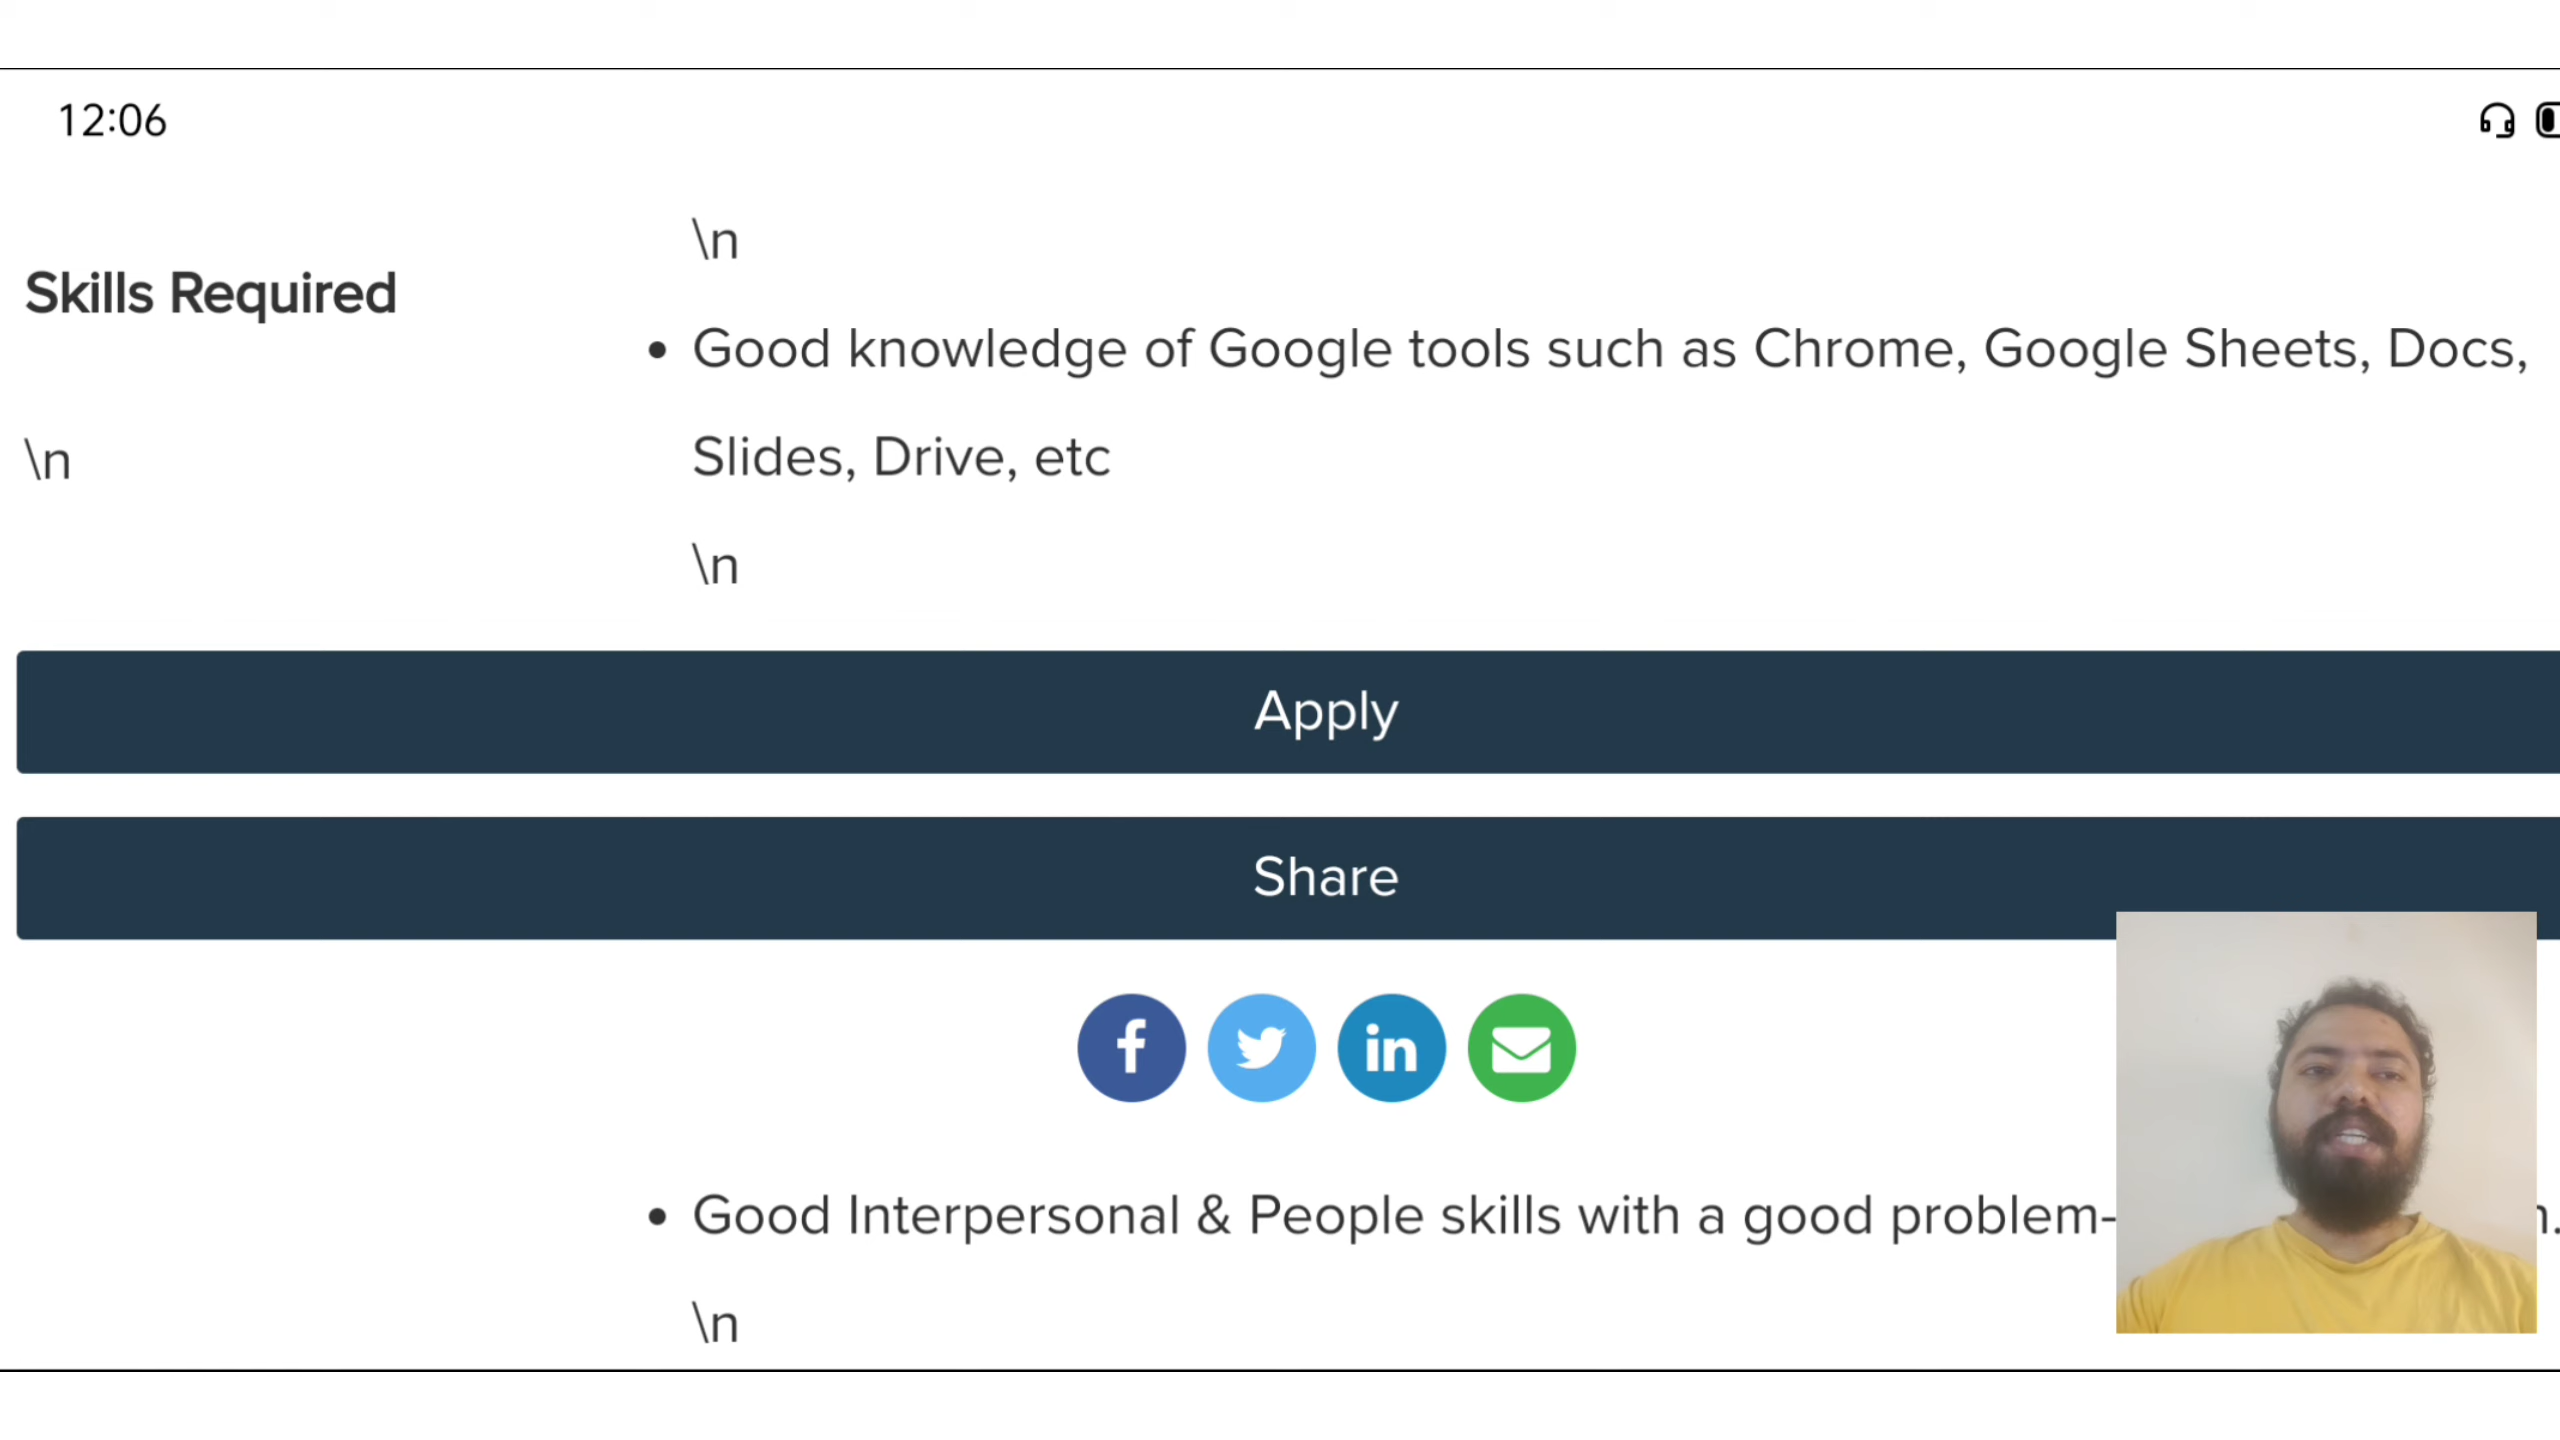 12:06
\n
Skills Required
• Good knowledge of Google tools such as Chrome, Google Sheets, Docs,
Slides, Drive, etc
\n
\n
Apply
Share
f
in
• Good Interpersonal & People skills with a good problem-
\n